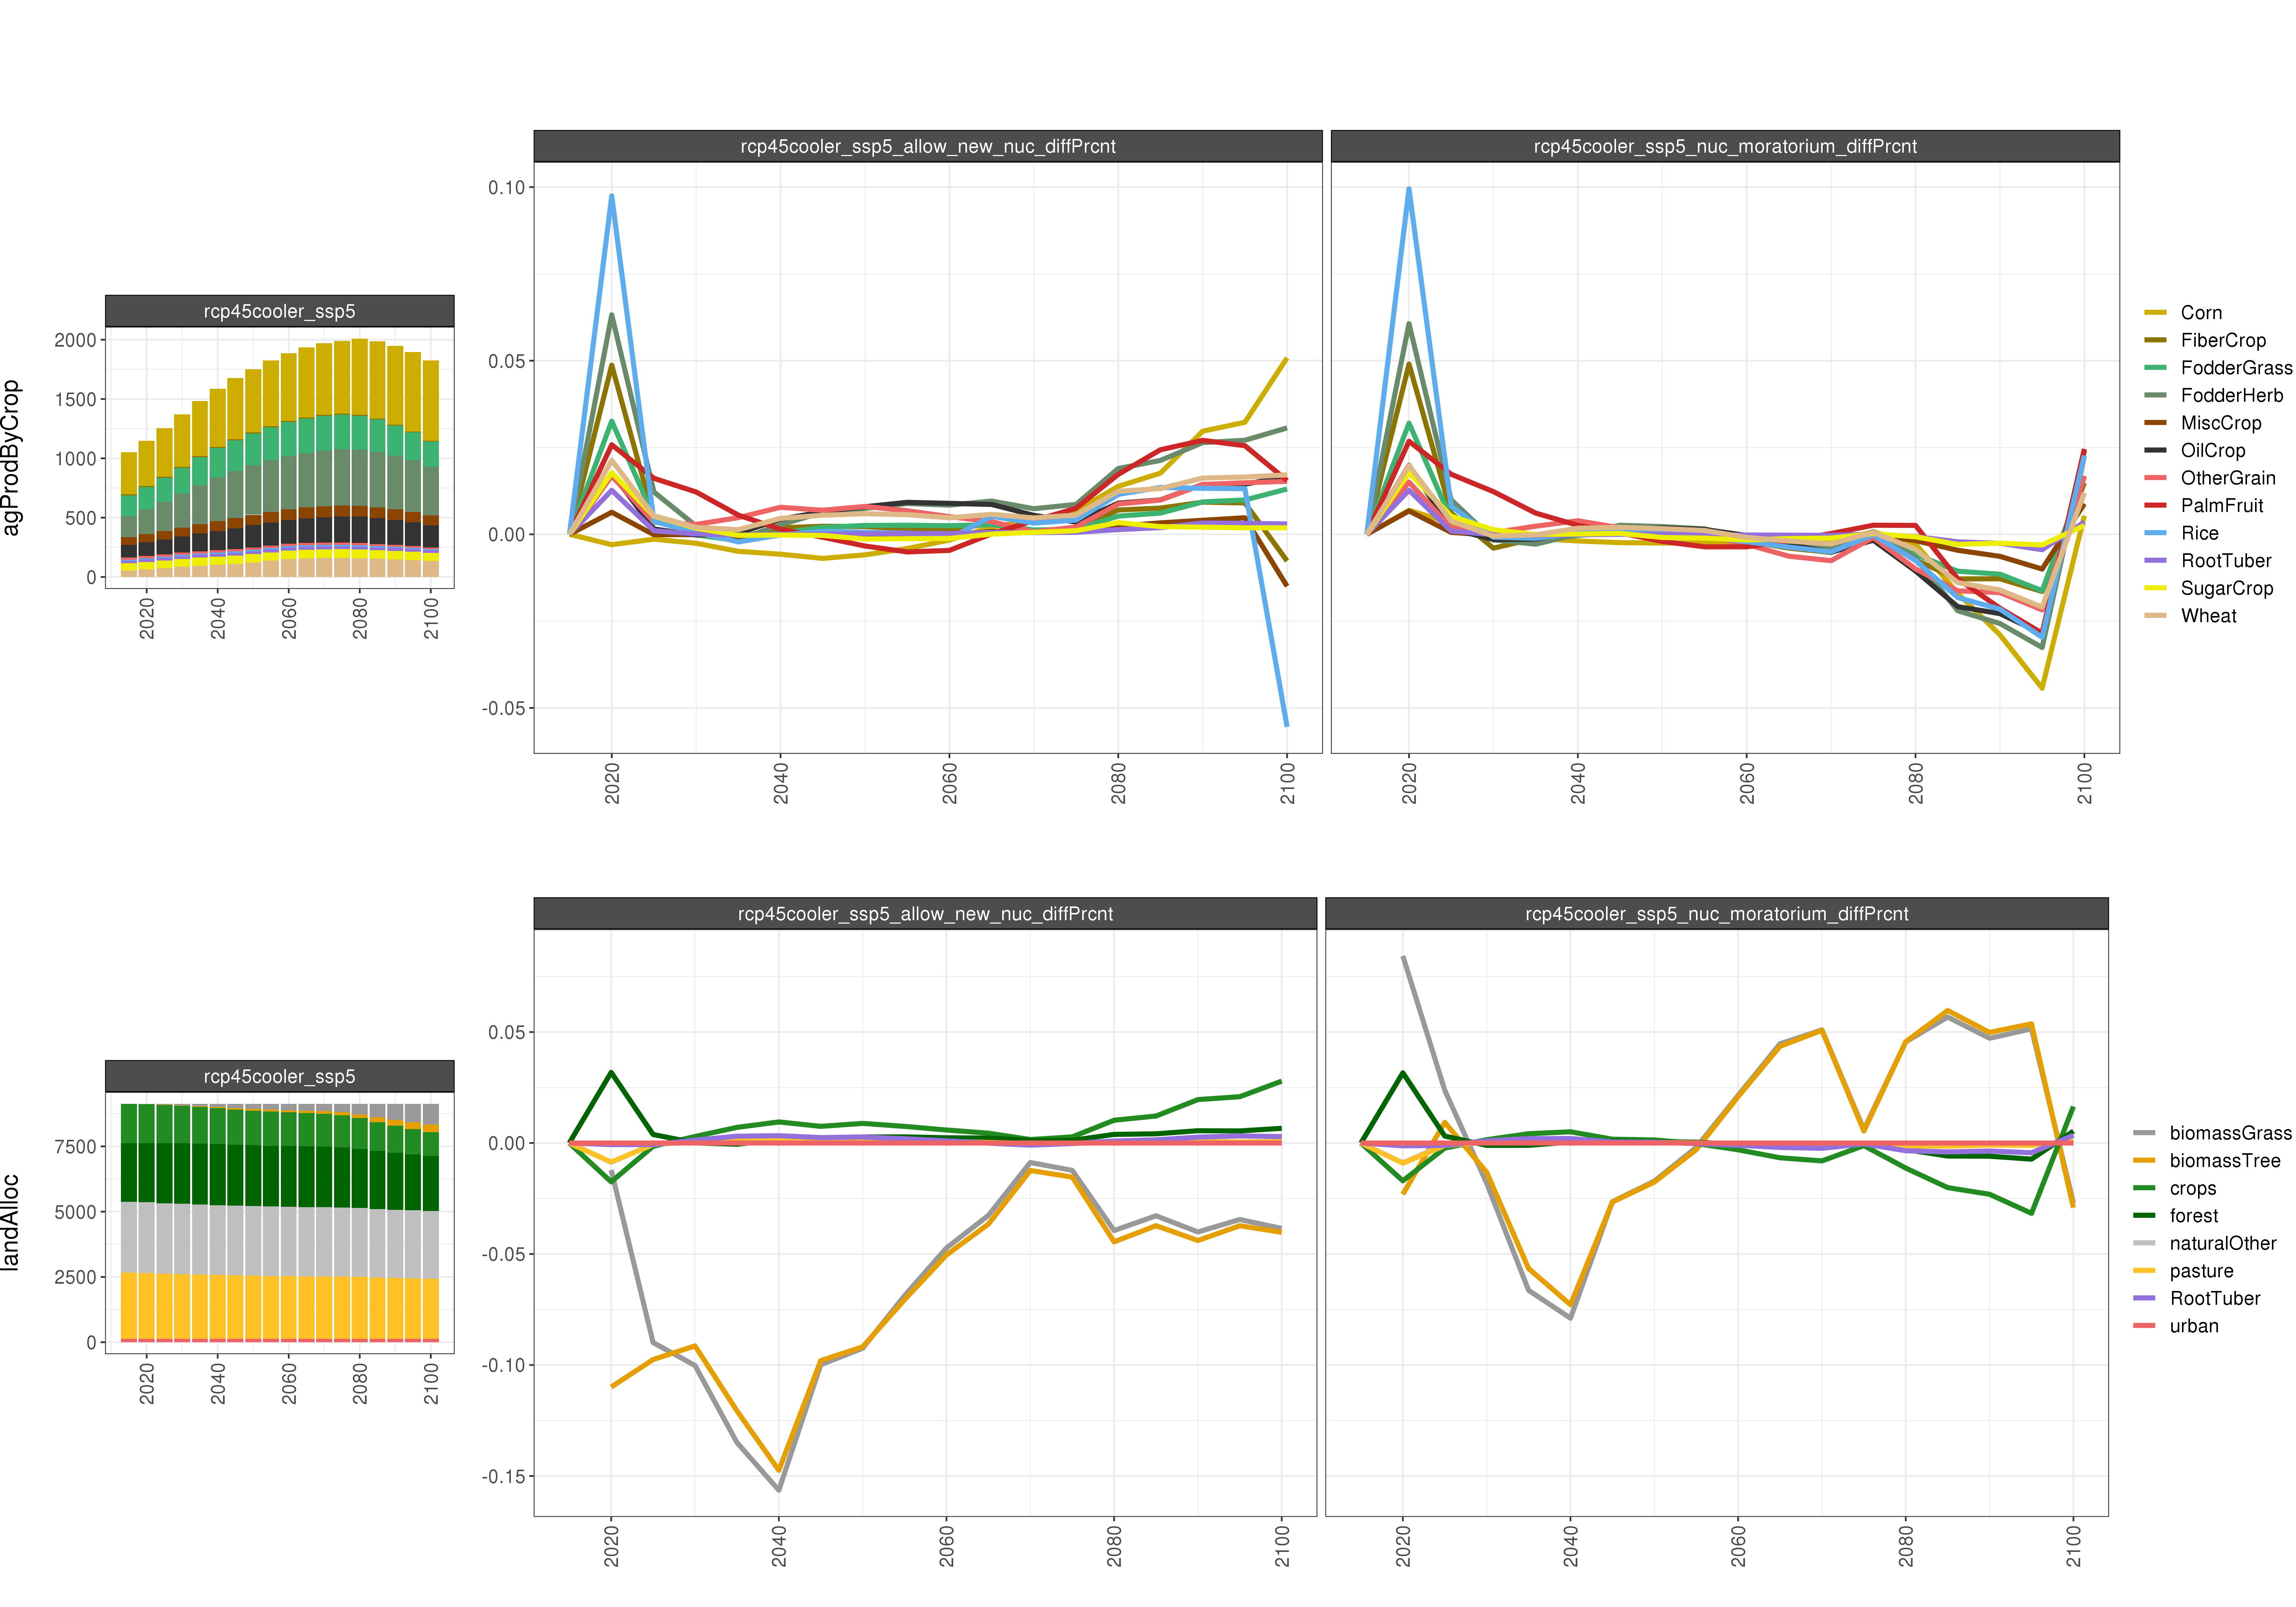 agProdByCrop
rcp45cooler_ssp5
2000
1500
1000
500
0
2020
2040
2060
2080
2100
rcp45cooler_ssp5_allow_new_nuc_diffPrcnt
rcp45cooler_ssp5_nuc_moratorium_diffPrcnt
0.10
0.05
0.00
-0.05
2020
2040
2060
2080
2100
2020
2040
2060
2080
2100
Corn
FiberCrop
FodderGrass
FodderHerb
MiscCrop
OilCrop
OtherGrain
PalmFruit
Rice
RootTuber
SugarCrop
Wheat
landAlloc
rcp45cooler_ssp5
7500
5000
2500
0
2020
2040
2060
2080
2100
rcp45cooler_ssp5_allow_new_nuc_diffPrcnt
rcp45cooler_ssp5_nuc_moratorium_diffPrcnt
0.05
0.00
-0.05
-0.10
-0.15
2020
2040
2060
2080
2100
2020
2040
2060
2080
2100
biomassGrass
biomassTree
crops
forest
naturalOther
pasture
RootTuber
urban